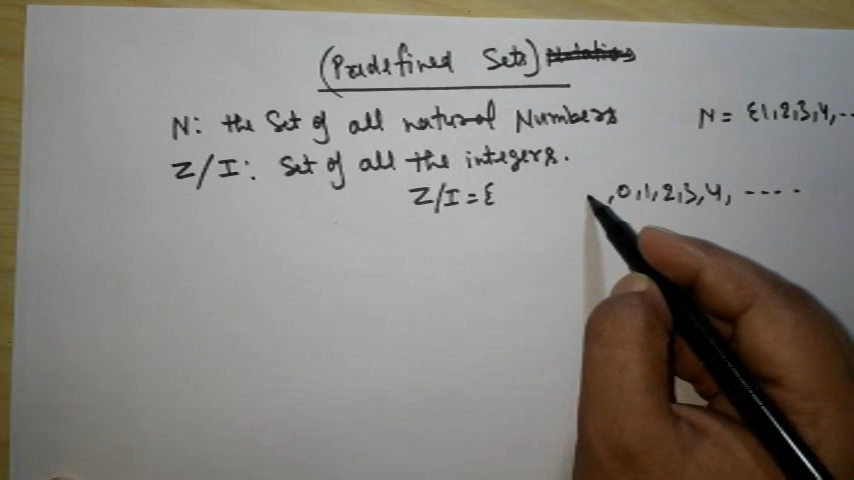 (Predefined Sets)
N: the Set of all natural Numbers N = {1,2,3,4,..
Z/I: Set of all the integers.
Z/I = { ,0,1,2,3,4, ----